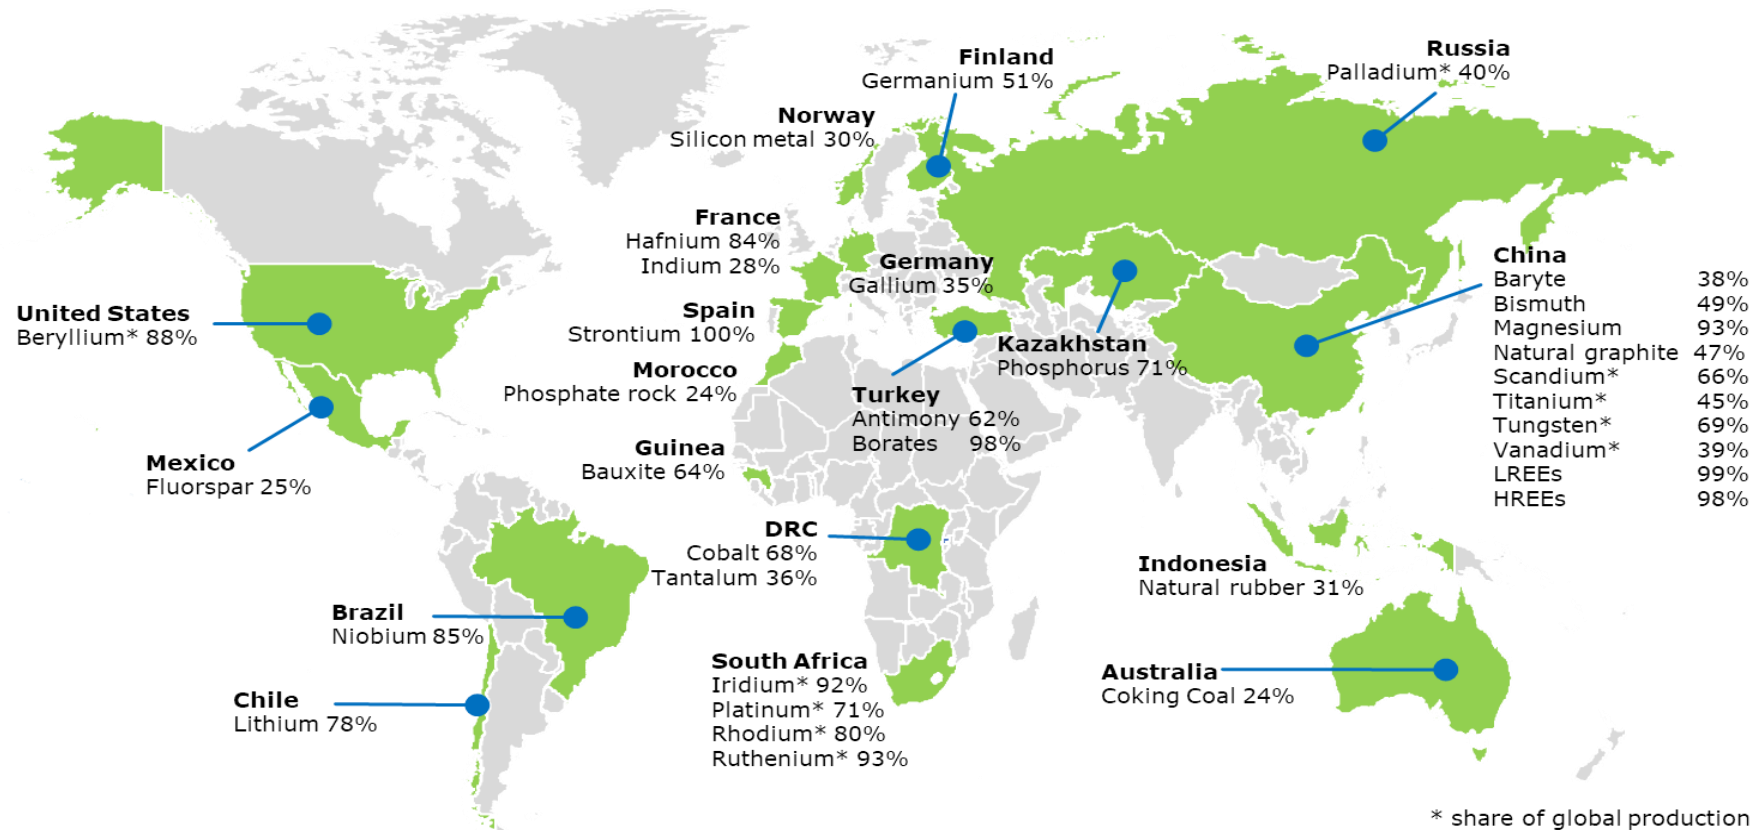 Russia
Palladium* 40%
Finland
Germanium 51%
Norway
Silicon metal 30%
France
Hafnium 84%
Indium 28%
Germany
Gallium 35%
China
Baryte 38%
Bismuth 49%
Magnesium 93%
Natural graphite 47%
Scandium* 66%
Titanium* 45%
Tungsten* 69%
Vanadium* 39%
LREEs 99%
HREEs 98%
United States
Beryllium* 88%
Spain
Strontium 100%
Kazakhstan
Phosphorus 71%
Morocco
Phosphate rock 24%
Turkey
Antimony 62%
Borates 98%
Guinea
Bauxite 64%
Mexico
Fluorspar 25%
DRC
Cobalt 68%
Tantalum 36%
Indonesia
Natural rubber 31%
Brazil
Niobium 85%
South Africa
Iridium* 92%
Platinum* 71%
Rhodium* 80%
Ruthenium* 93%
Australia
Coking Coal 24%
Chile
Lithium 78%
* share of global production